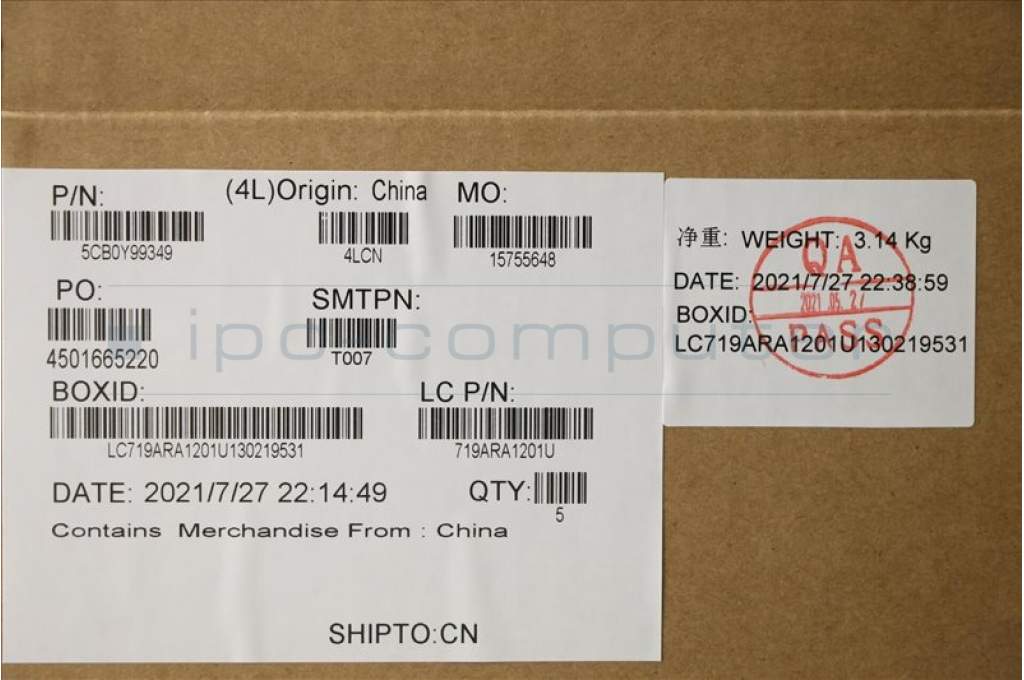 P/N: (4L)Origin: China MO:
5CB0Y99349 4LCN 15755648
PO: SMTPN:
4501665220 T007
BOXID: LC P/N:
LC719ARA1201U130219531 719ARA1201U
DATE: 2021/7/27 22:14:49 QTY:
5
Contains Merchandise From : China
SHIPTO:CN
净重: WEIGHT: 3.14 Kg
DATE: 2021/7/27 22:38:59
BOXID:
LC719ARA1201U130219531
QA
PASS
ipo computer